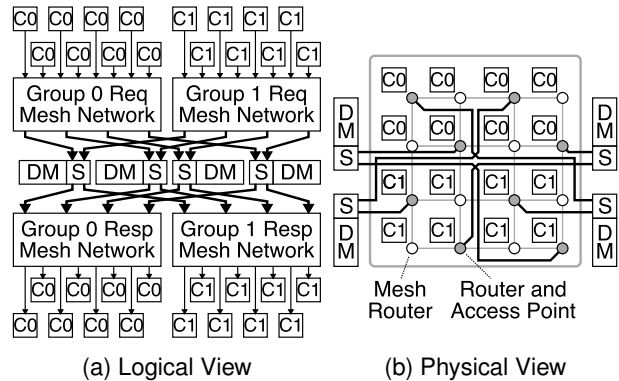 C0 C0 C0 C0 C1 C1 C1 C1
C0 C0 C0 C0 C1 C1 C1 C1
Group 0 Req
Mesh Network
Group 1 Req
Mesh Network
DM S DM S S DM S DM
Group 0 Resp
Mesh Network
Group 1 Resp
Mesh Network
C0 C0 C0 C0 C1 C1 C1 C1
C0 C0 C0 C0 C1 C1 C1 C1
(a) Logical View
C0 C0 C0 C0
DM DM
C0 C0 C0 C0
S S
C1 C1 C1 C1
S S
C1 C1 C1 C1
DM DM
Mesh
Router
Router and
Access Point
(b) Physical View